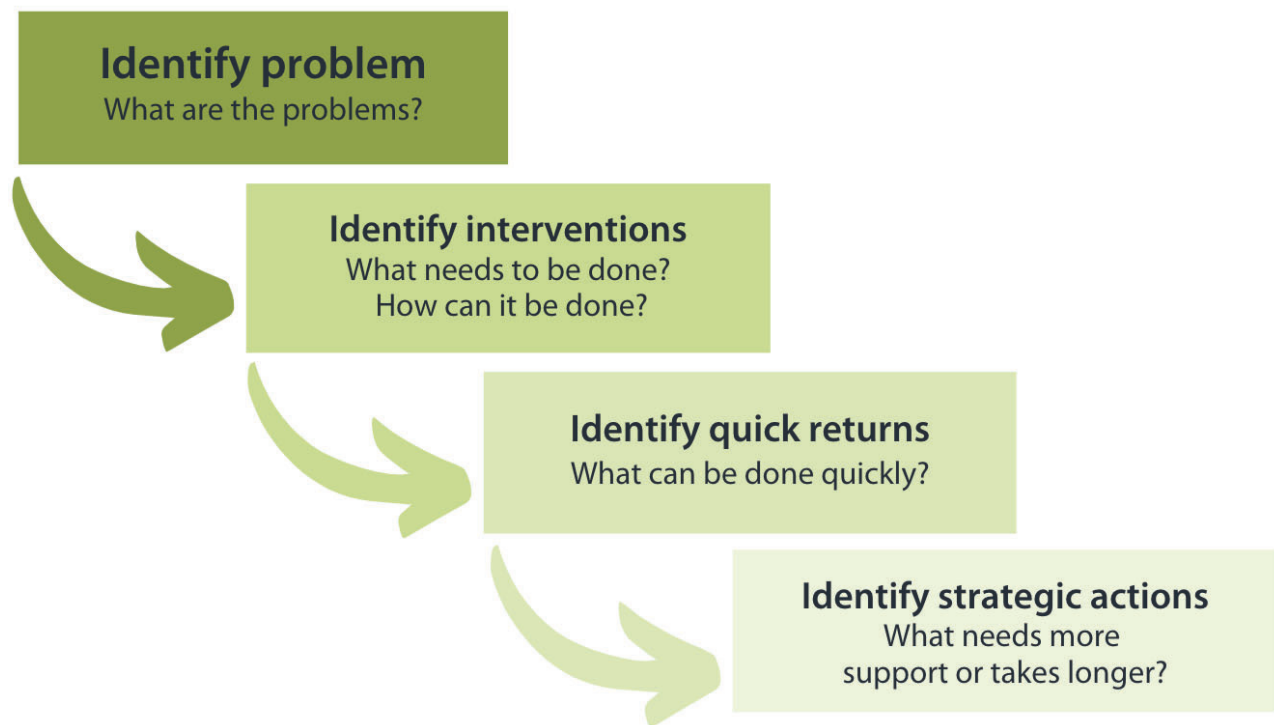 Identify problem
What are the problems?
Identify interventions
What needs to be done?
How can it be done?
Identify quick returns
What can be done quickly?
Identify strategic actions
What needs more
support or takes longer?